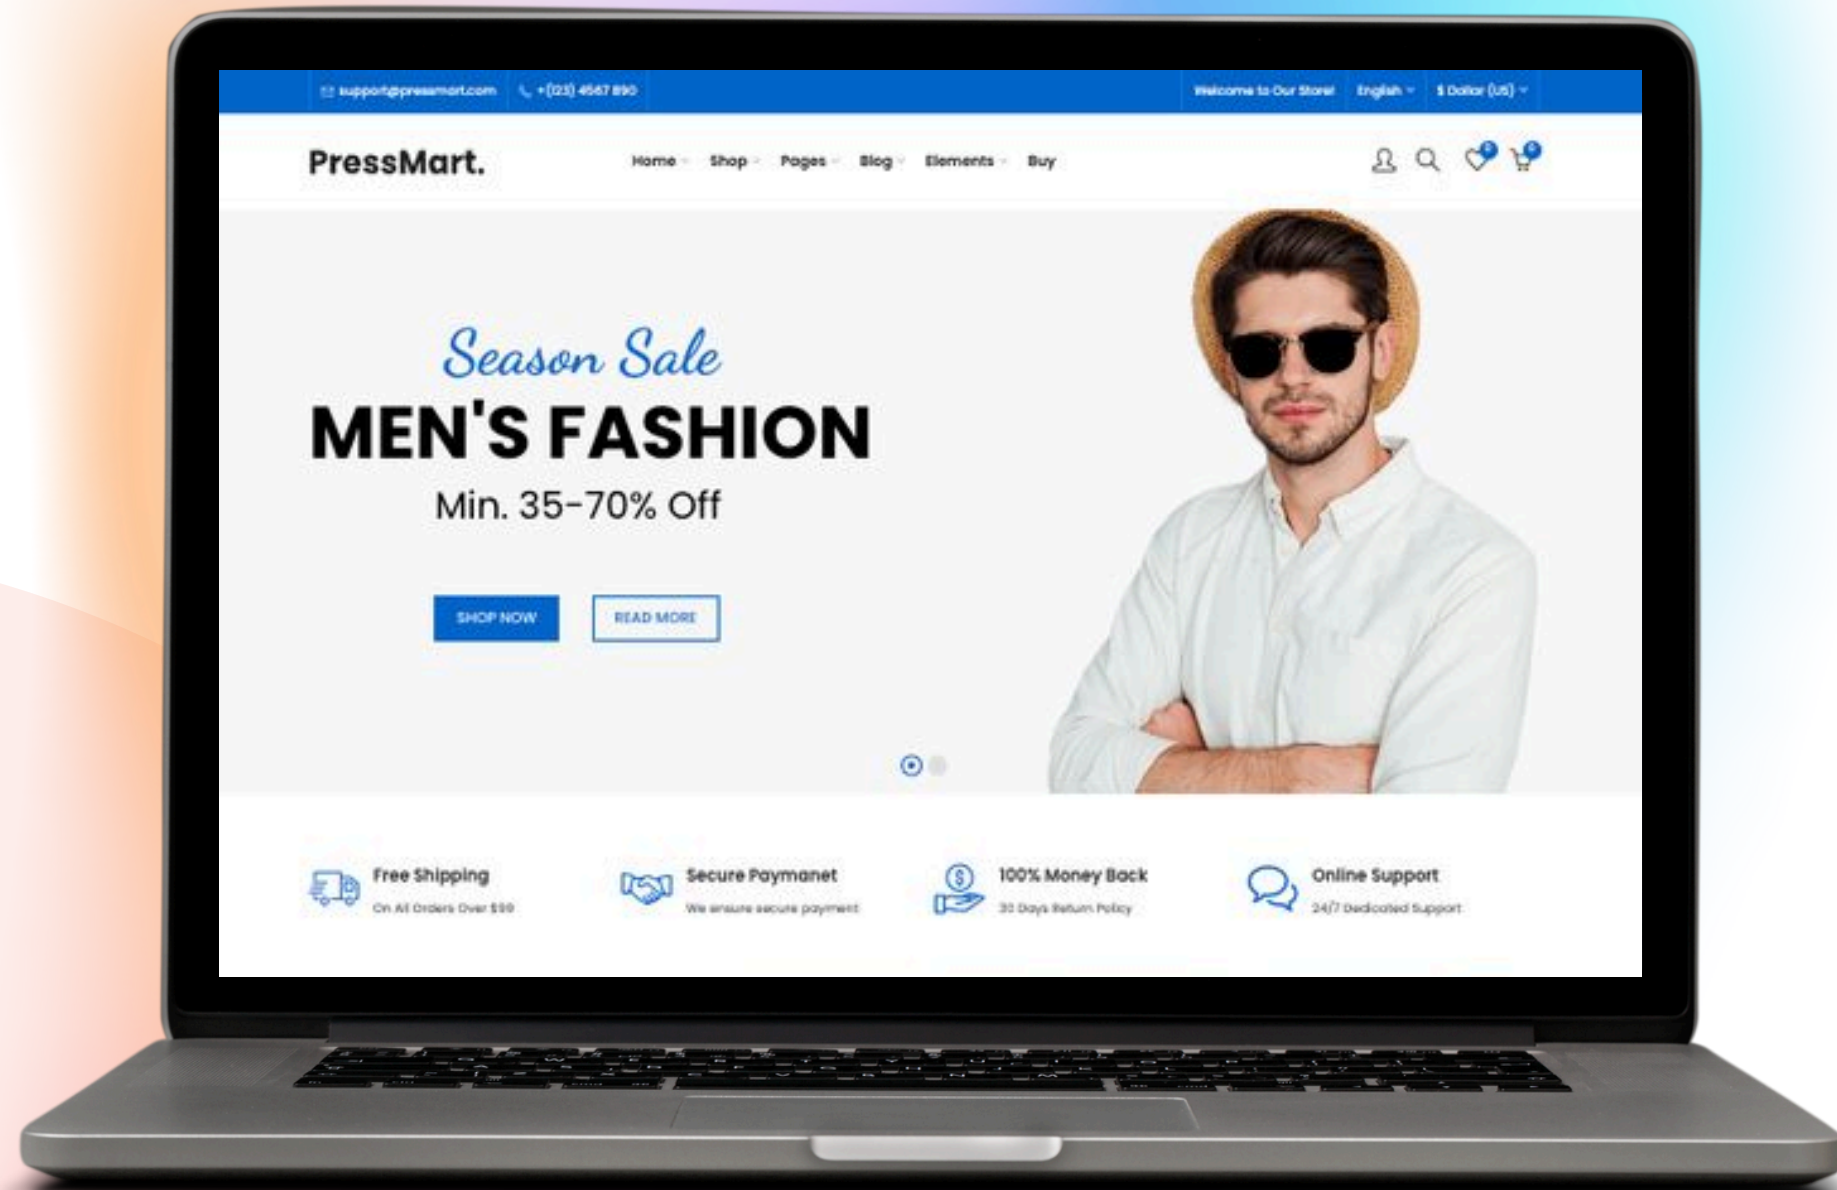 support@pressmart.com +(123) 4567 890 Welcome to Our Store! English $ Dollar (US)
PressMart. Home Shop Pages Blog Elements Buy 0 0
Season Sale
MEN'S FASHION
Min. 35-70% Off
SHOP NOW READ MORE
Free Shipping Secure Paymanet 100% Money Back Online Support
On All Orders Over $99 We ensure secure payment 30 Days Return Policy 24/7 Dedicated Support